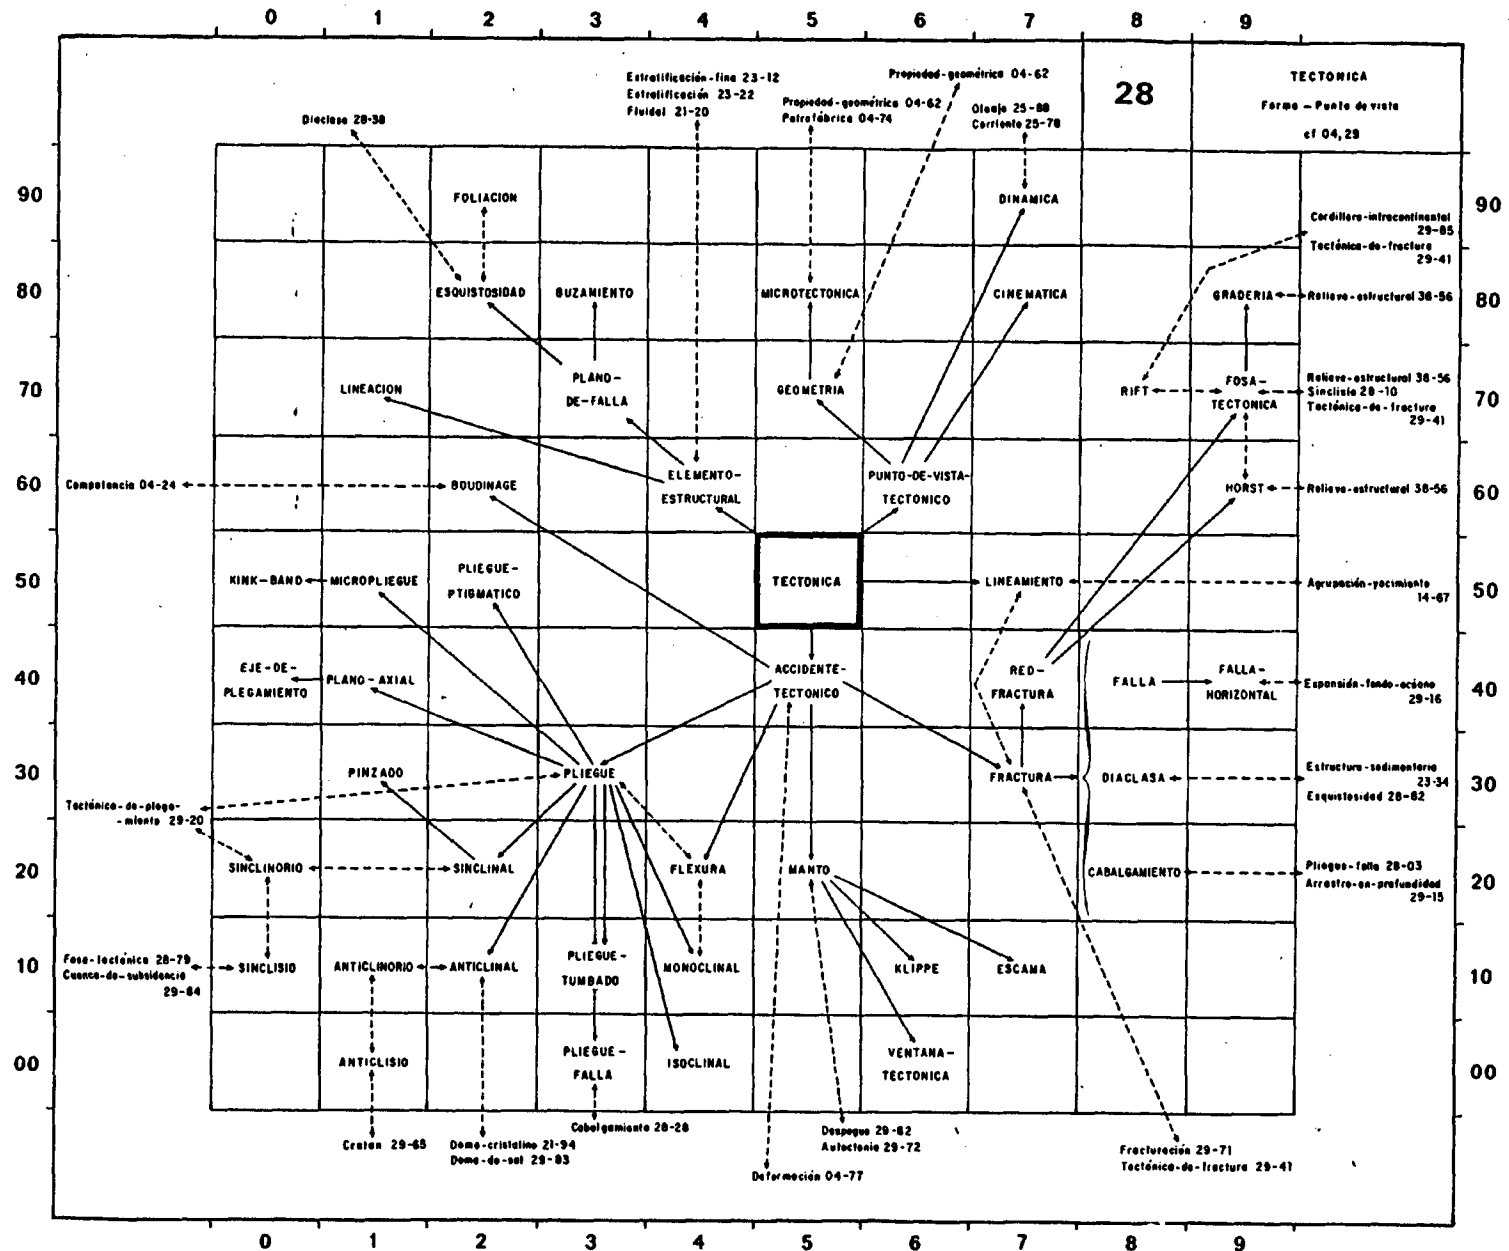 0 1 2 3 4 5 6 7 8 9
28
TECTONICA
Forma - Punto de vista
cf 04, 29
Estratificación-fina 23-12
Estratificación 23-22
Fluidal 21-20
Propiedad-geométrica 04-62
Petrofábrica 04-74
Propiedad-geométrica 04-62
Oleaje 25-88
Corriente 25-78
Diaclasa 28-38
90
FOLIACION
DINAMICA
90
Cordillera-intracontinental
29-85
Tectónica-de-fractura
29-41
80
ESQUISTOSIDAD
BUZAMIENTO
MICROTECTONICA
CINEMATICA
GRADERIA
Relieve-estructural 38-56
80
70
LINEACION
PLANO-
DE-FALLA
GEOMETRIA
RIFT
FOSA-
TECTONICA
Relieve-estructural 38-56
Sinclisio 28-10
Tectónica-de-fractura
29-41
70
60
Competencia 04-24
BOUDINAGE
ELEMENTO-
ESTRUCTURAL
PUNTO-DE-VISTA-
TECTONICO
HORST
Relieve-estructural 38-56
60
50
KINK-BAND
MICROPLIEGUE
PLIEGUE-
PTIGMATICO
TECTONICA
LINEAMIENTO
Agrupación-yacimiento
14-67
50
40
EJE-DE-
PLEGAMIENTO
PLANO-AXIAL
ACCIDENTE-
TECTONICO
RED-
FRACTURA
FALLA
FALLA-
HORIZONTAL
Expansión-fondo-océano
29-16
40
30
PINZADO
PLIEGUE
FRACTURA
DIACLASA
Estructura-sedimentaria
23-34
Esquistosidad 28-82
30
Tectónica-de-plega-
-miento 29-20
20
SINCLINORIO
SINCLINAL
FLEXURA
MANTO
CABALGAMIENTO
Pliegue-falla 28-03
Arrastre-en-profundidad
29-15
20
10
Fosa-tectónica 28-79
Cuenca-de-subsidencia
29-64
SINCLISIO
ANTICLINORIO
ANTICLINAL
PLIEGUE-
TUMBADO
MONOCLINAL
KLIPPE
ESCAMA
10
00
ANTICLISIO
PLIEGUE-
FALLA
ISOCLINAL
VENTANA-
TECTONICA
00
Craton 29-65
Domo-cristalino 21-94
Domo-de-sal 29-83
Cabalgamiento 28-28
Despegue 29-62
Autoctonia 29-72
Deformación 04-77
Fracturación 29-71
Tectónica-de-fractura 29-41
0 1 2 3 4 5 6 7 8 9